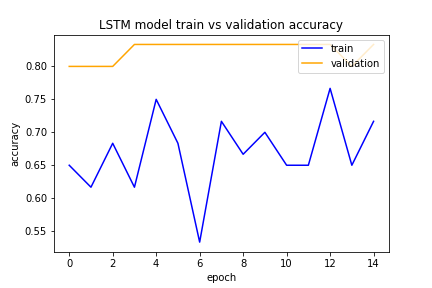 LSTM model train vs validation accuracy
train
validation
accuracy
0.80
0.75
0.70
0.65
0.60
0.55
0 2 4 6 8 10 12 14
epoch